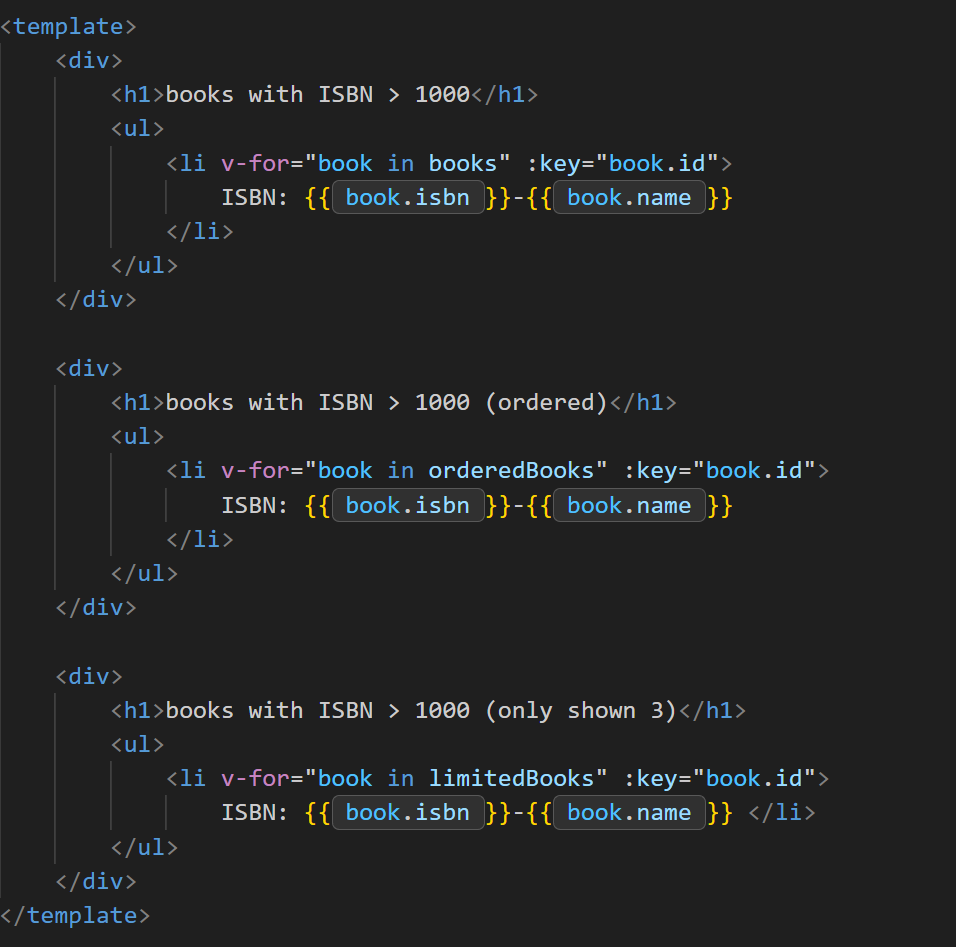 <template>
    <div>
        <h1>books with ISBN > 1000</h1>
        <ul>
            <li v-for="book in books" :key="book.id">
                ISBN: {{ book.isbn }}-{{ book.name }}
            </li>
        </ul>
    </div>

    <div>
        <h1>books with ISBN > 1000 (ordered)</h1>
        <ul>
            <li v-for="book in orderedBooks" :key="book.id">
                ISBN: {{ book.isbn }}-{{ book.name }}
            </li>
        </ul>
    </div>

    <div>
        <h1>books with ISBN > 1000 (only shown 3)</h1>
        <ul>
            <li v-for="book in limitedBooks" :key="book.id">
                ISBN: {{ book.isbn }}-{{ book.name }} </li>
        </ul>
    </div>
</template>